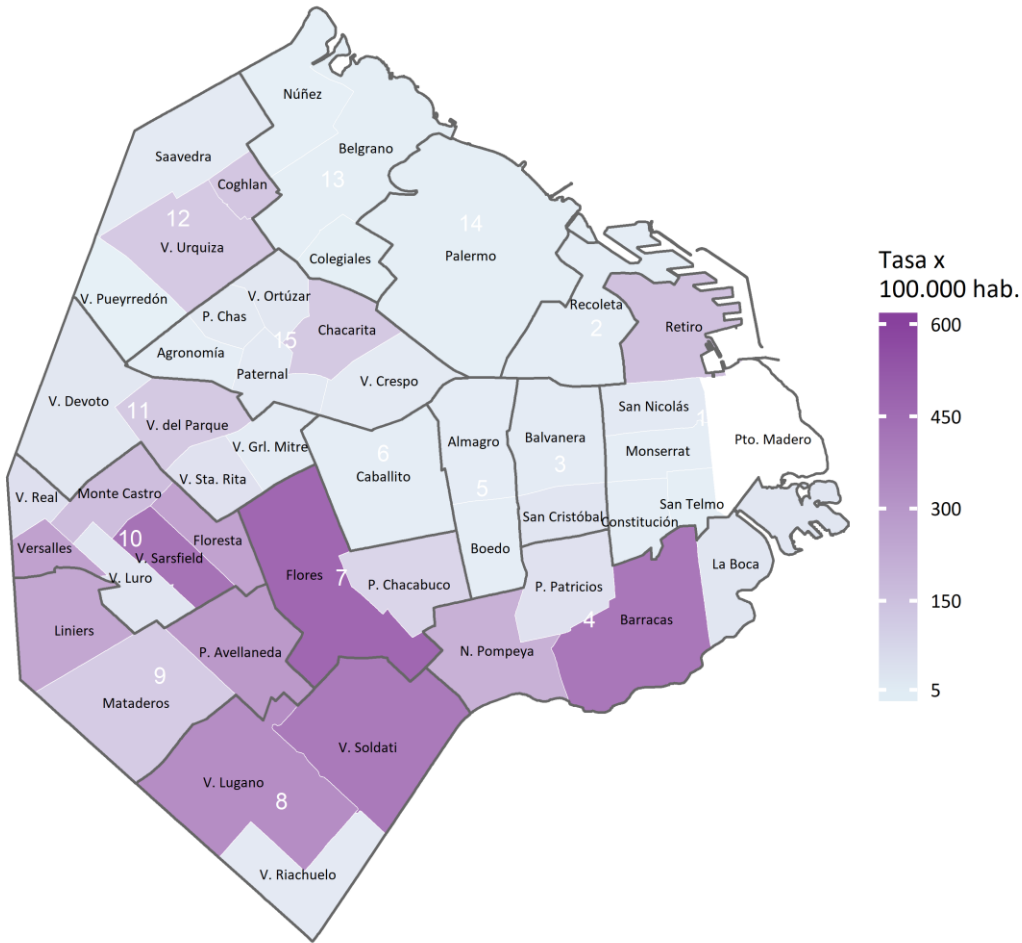 Núñez
Belgrano
Saavedra
Coghlan
13
12
V. Urquiza
14
Palermo
Colegiales
V. Pueyrredón
V. Ortúzar
P. Chas
Chacarita
15
Agronomía
Paternal
V. Crespo
Recoleta
2
Retiro
Tasa x
100.000 hab.
600
450
300
150
5
V. Devoto
11
V. del Parque
V. Grl. Mitre
V. Sta. Rita
6
Caballito
Almagro
5
Balvanera
3
San Nicolás
1
Monserrat
Pto. Madero
San Telmo
Constitución
San Cristóbal
V. Real
Monte Castro
Versalles
10
V. Sarsfield
Floresta
V. Luro
Flores
7
P. Chacabuco
Boedo
P. Patricios
4
Barracas
La Boca
Liniers
9
Mataderos
P. Avellaneda
N. Pompeya
V. Soldati
V. Lugano
8
V. Riachuelo